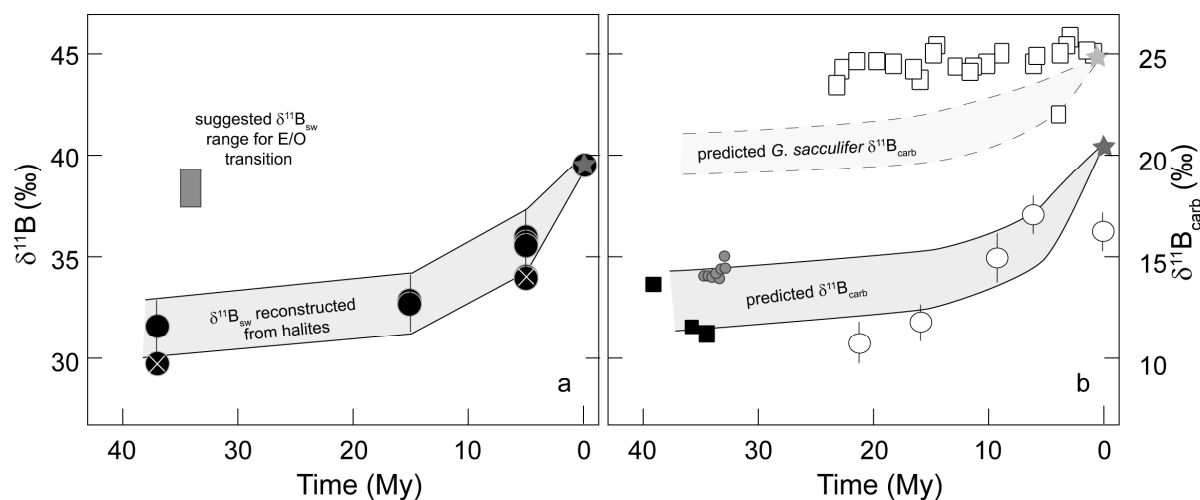 45
40
35
30
δ¹¹B (‰)
suggested δ¹¹B_sw
range for E/O
transition
δ¹¹B_sw reconstructed
from halites
a
40
30
20
10
0
Time (My)
predicted G. sacculifer δ¹¹B_carb
predicted δ¹¹B_carb
b
40
30
20
10
0
Time (My)
25
20
15
10
δ¹¹B_carb (‰)